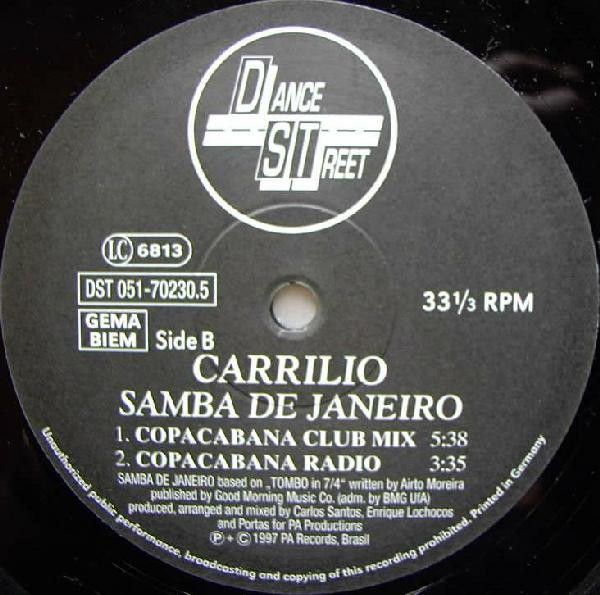 DANCE
STREET
LC 6813
DST 051-70230.5
33⅓ RPM
GEMA
BIEM
Side B
CARRILIO
SAMBA DE JANEIRO
1. COPACABANA CLUB MIX 5:38
2. COPACABANA RADIO 3:35
SAMBA DE JANEIRO based on „TOMBO in 7/4“ written by Airto Moreira
published by Good Morning Music Co. (adm. by BMG UfA)
produced, arranged and mixed by Carlos Santos, Enrique Lochocos
and Portas for PA Productions
Ⓟ + © 1997 PA Records, Brasil
Unauthorized public performance, broadcasting and copying of this recording prohibited. Printed in Germany